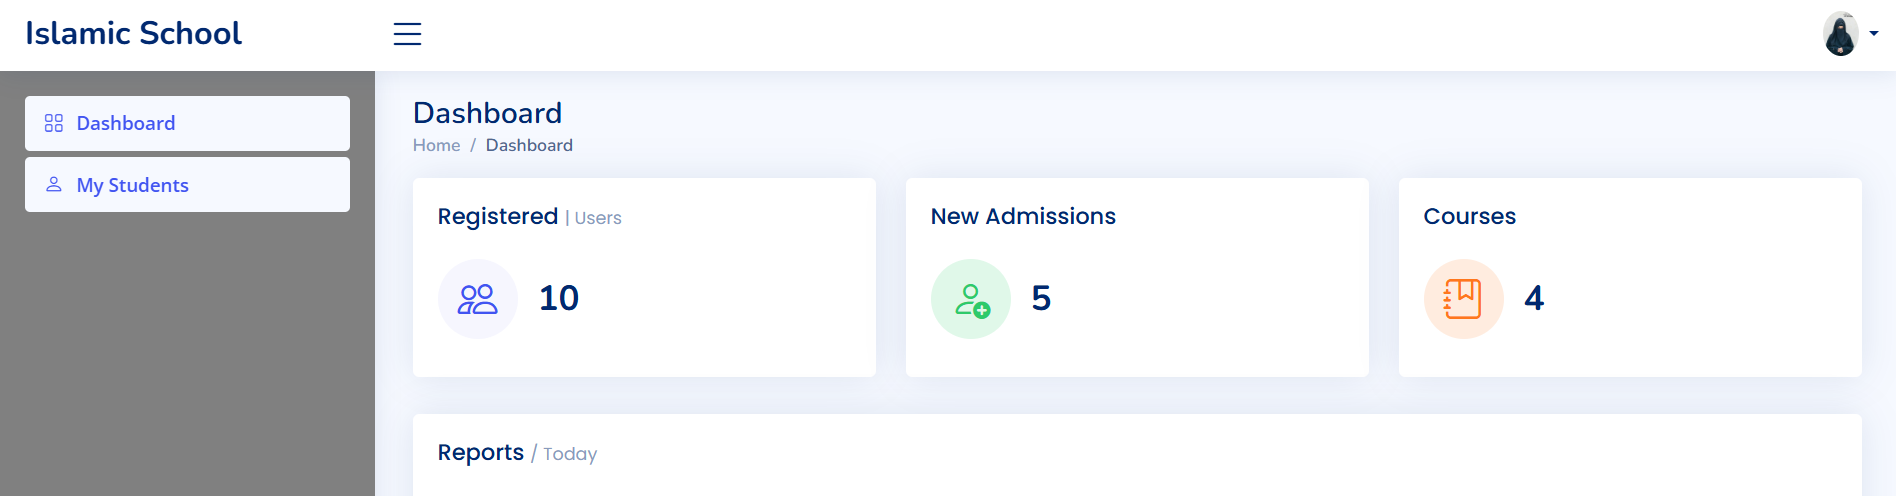 Islamic School
Dashboard
My Students
Dashboard
Home / Dashboard
Registered | Users
10
New Admissions
5
Courses
4
Reports / Today